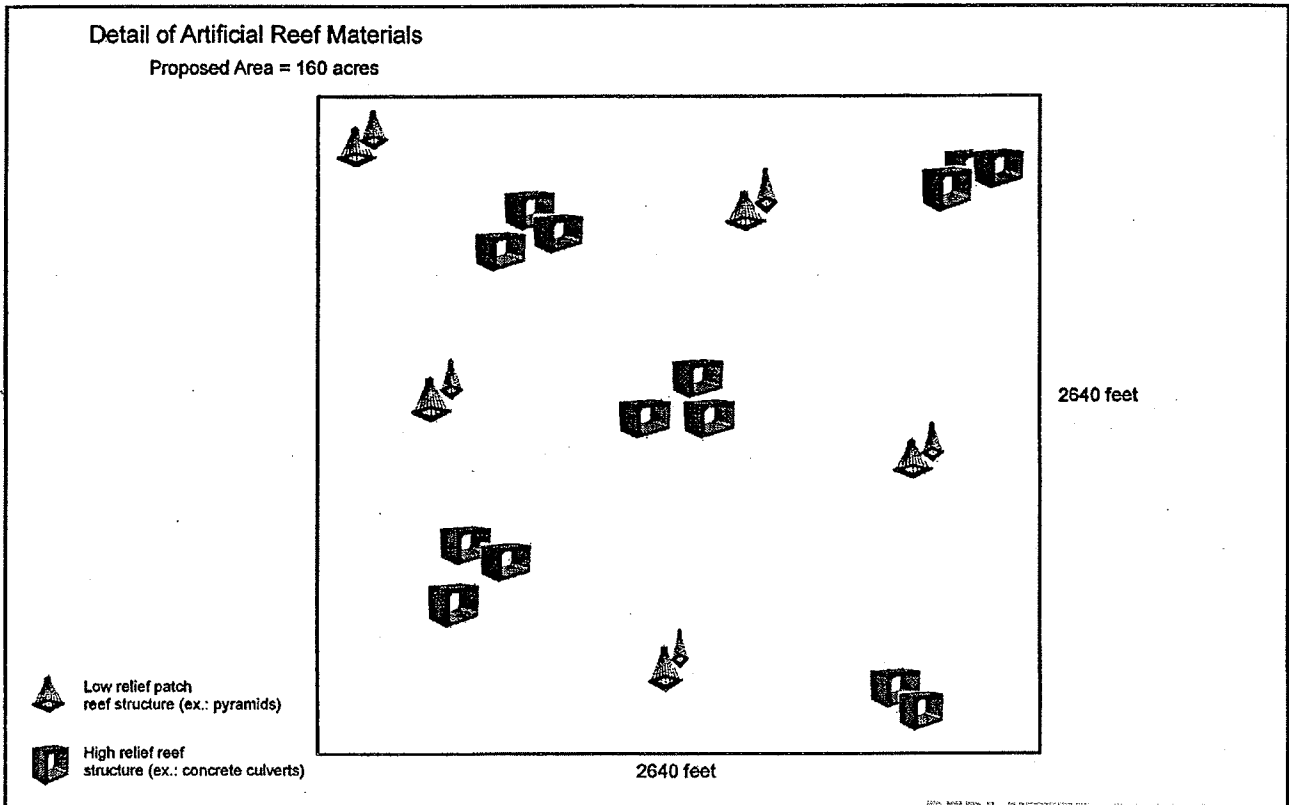 Detail of Artificial Reef Materials
Proposed Area = 160 acres
2640 feet
Low relief patch
reef structure (ex.: pyramids)
High relief reef
structure (ex.: concrete culverts)
2640 feet